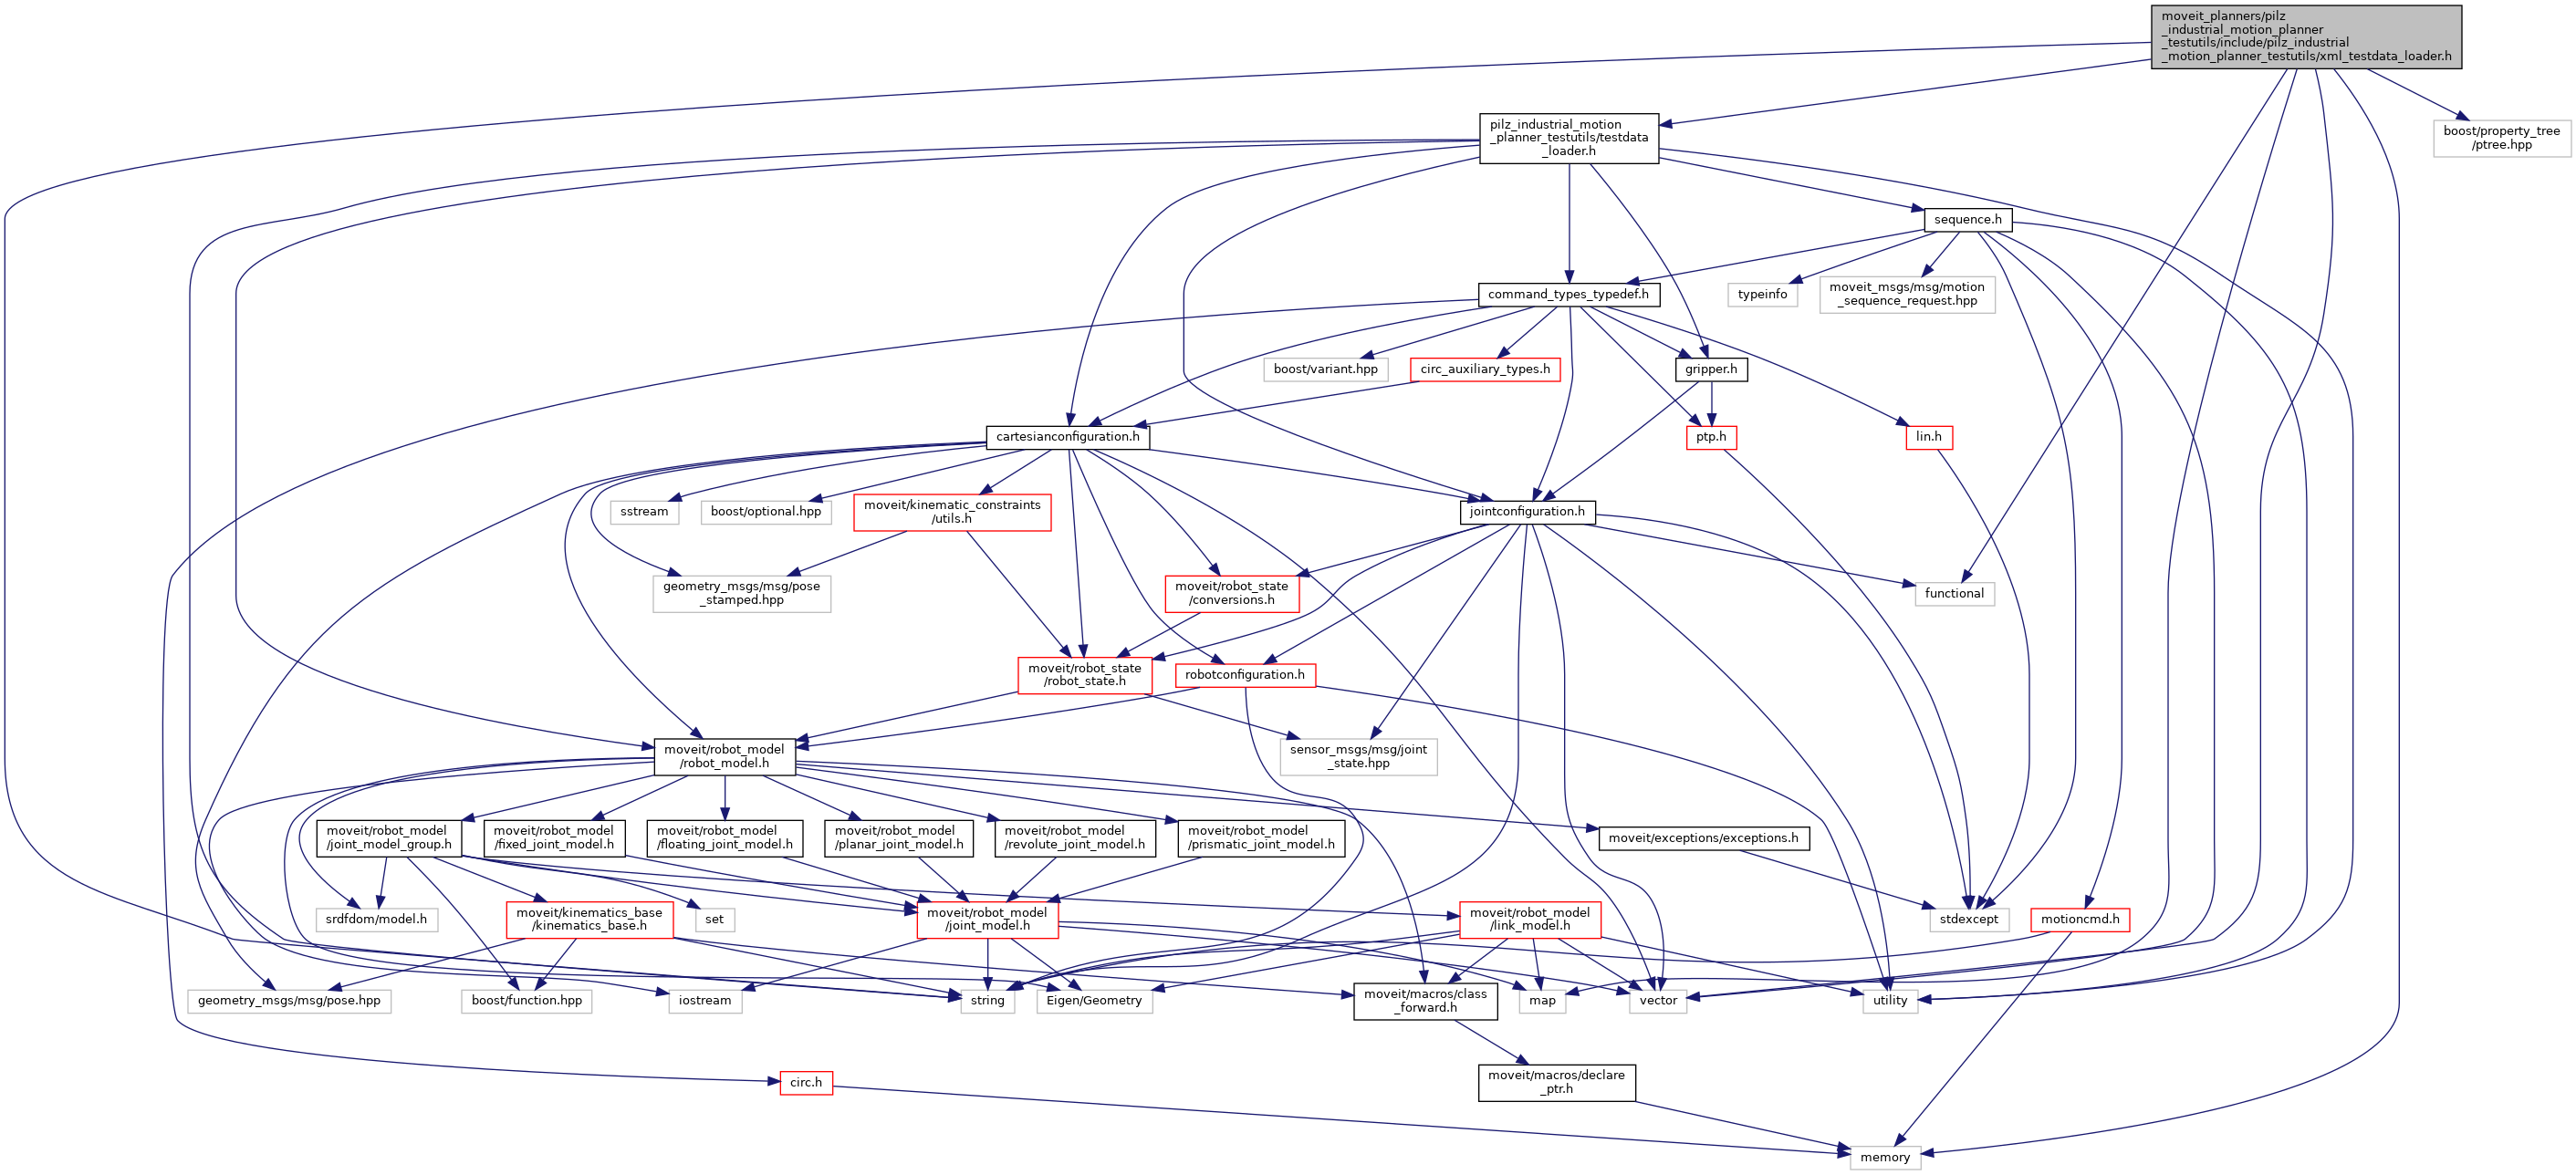 moveit_planners/pilz
_industrial_motion_planner
_testutils/include/pilz_industrial
_motion_planner_testutils/xml_testdata_loader.h
pilz_industrial_motion
_planner_testutils/testdata
_loader.h
boost/property_tree
/ptree.hpp
sequence.h
command_types_typedef.h
typeinfo
moveit_msgs/msg/motion
_sequence_request.hpp
boost/variant.hpp
circ_auxiliary_types.h
gripper.h
cartesianconfiguration.h
ptp.h
lin.h
sstream
boost/optional.hpp
moveit/kinematic_constraints
/utils.h
jointconfiguration.h
geometry_msgs/msg/pose
_stamped.hpp
moveit/robot_state
/conversions.h
functional
moveit/robot_state
/robot_state.h
robotconfiguration.h
moveit/robot_model
/robot_model.h
sensor_msgs/msg/joint
_state.hpp
moveit/robot_model
/joint_model_group.h
moveit/robot_model
/fixed_joint_model.h
moveit/robot_model
/floating_joint_model.h
moveit/robot_model
/planar_joint_model.h
moveit/robot_model
/revolute_joint_model.h
moveit/robot_model
/prismatic_joint_model.h
moveit/exceptions/exceptions.h
srdfdom/model.h
moveit/kinematics_base
/kinematics_base.h
set
moveit/robot_model
/joint_model.h
moveit/robot_model
/link_model.h
stdexcept
motioncmd.h
geometry_msgs/msg/pose.hpp
boost/function.hpp
iostream
string
Eigen/Geometry
moveit/macros/class
_forward.h
map
vector
utility
circ.h
moveit/macros/declare
_ptr.h
memory